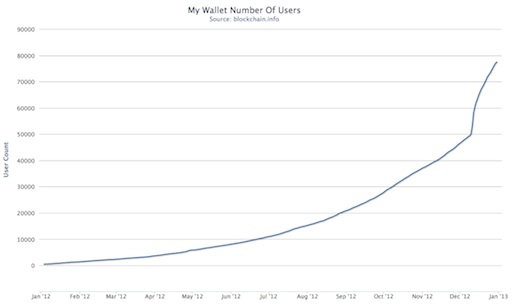 My Wallet Number Of Users
Source: blockchain.info
90000
80000
70000
60000
50000
40000
30000
20000
10000
0
User Count
Jan '12 Feb '12 Mar '12 Apr '12 May '12 Jun '12 Jul '12 Aug '12 Sep '12 Oct '12 Nov '12 Dec '12 Jan '13